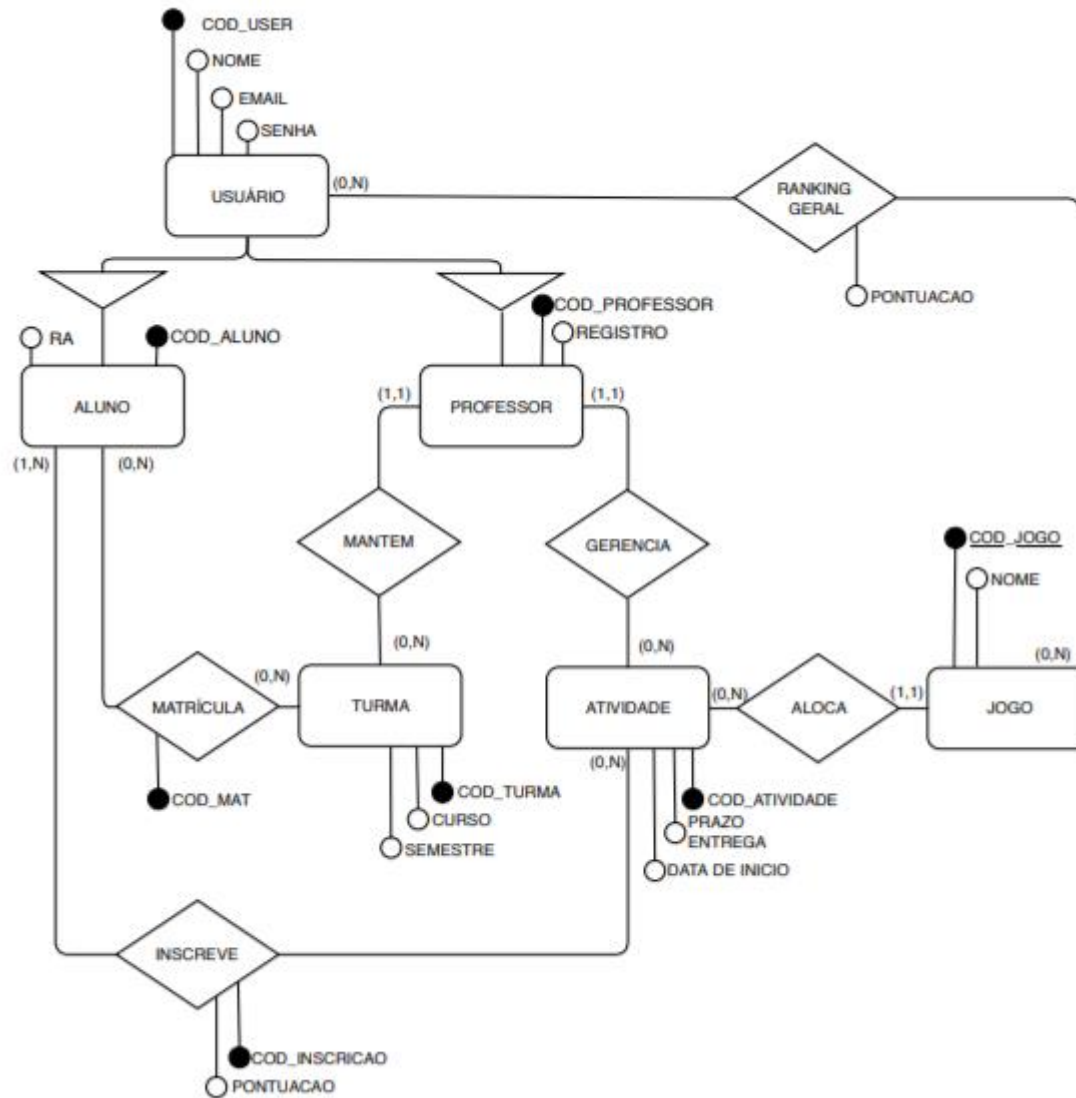 COD_USER
NOME
EMAIL
SENHA
USUÁRIO
(0,N)
RANKING
GERAL
PONTUACAO
COD_PROFESSOR
REGISTRO
RA
COD_ALUNO
ALUNO
(1,1)
PROFESSOR
(1,1)
(1,N)
(0,N)
MANTEM
GERENCIA
COD_JOGO
NOME
(0,N)
(0,N)
(0,N)
(0,N)
MATRÍCULA
TURMA
ATIVIDADE
(0,N)
ALOCA
(1,1)
JOGO
(0,N)
COD_MAT
COD_TURMA
CURSO
SEMESTRE
COD_ATIVIDADE
PRAZO
ENTREGA
DATA DE INICIO
INSCREVE
COD_INSCRICAO
PONTUACAO